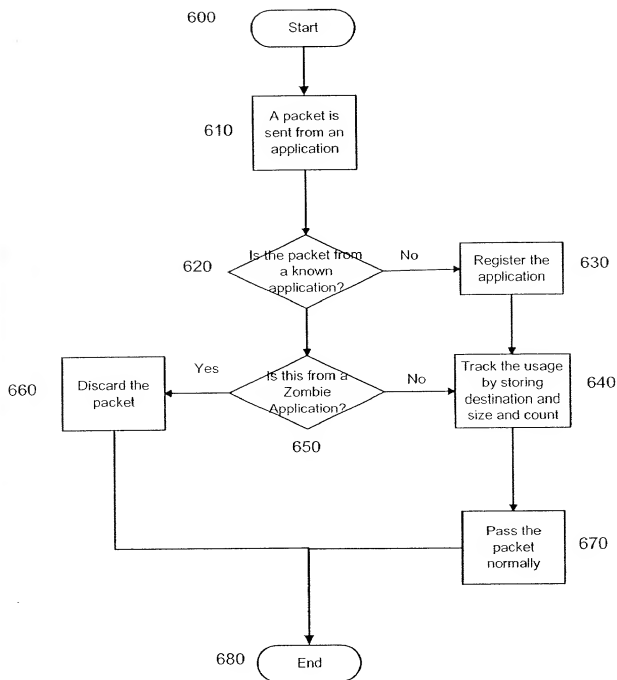 600
Start
610
A packet is
sent from an
application
620
Is the packet from
a known
application?
No
Register the
application
630
660
Discard the
packet
Yes
Is this from a
Zombie
Application?
650
No
Track the usage
by storing
destination and
size and count
640
Pass the
packet
normally
670
680
End